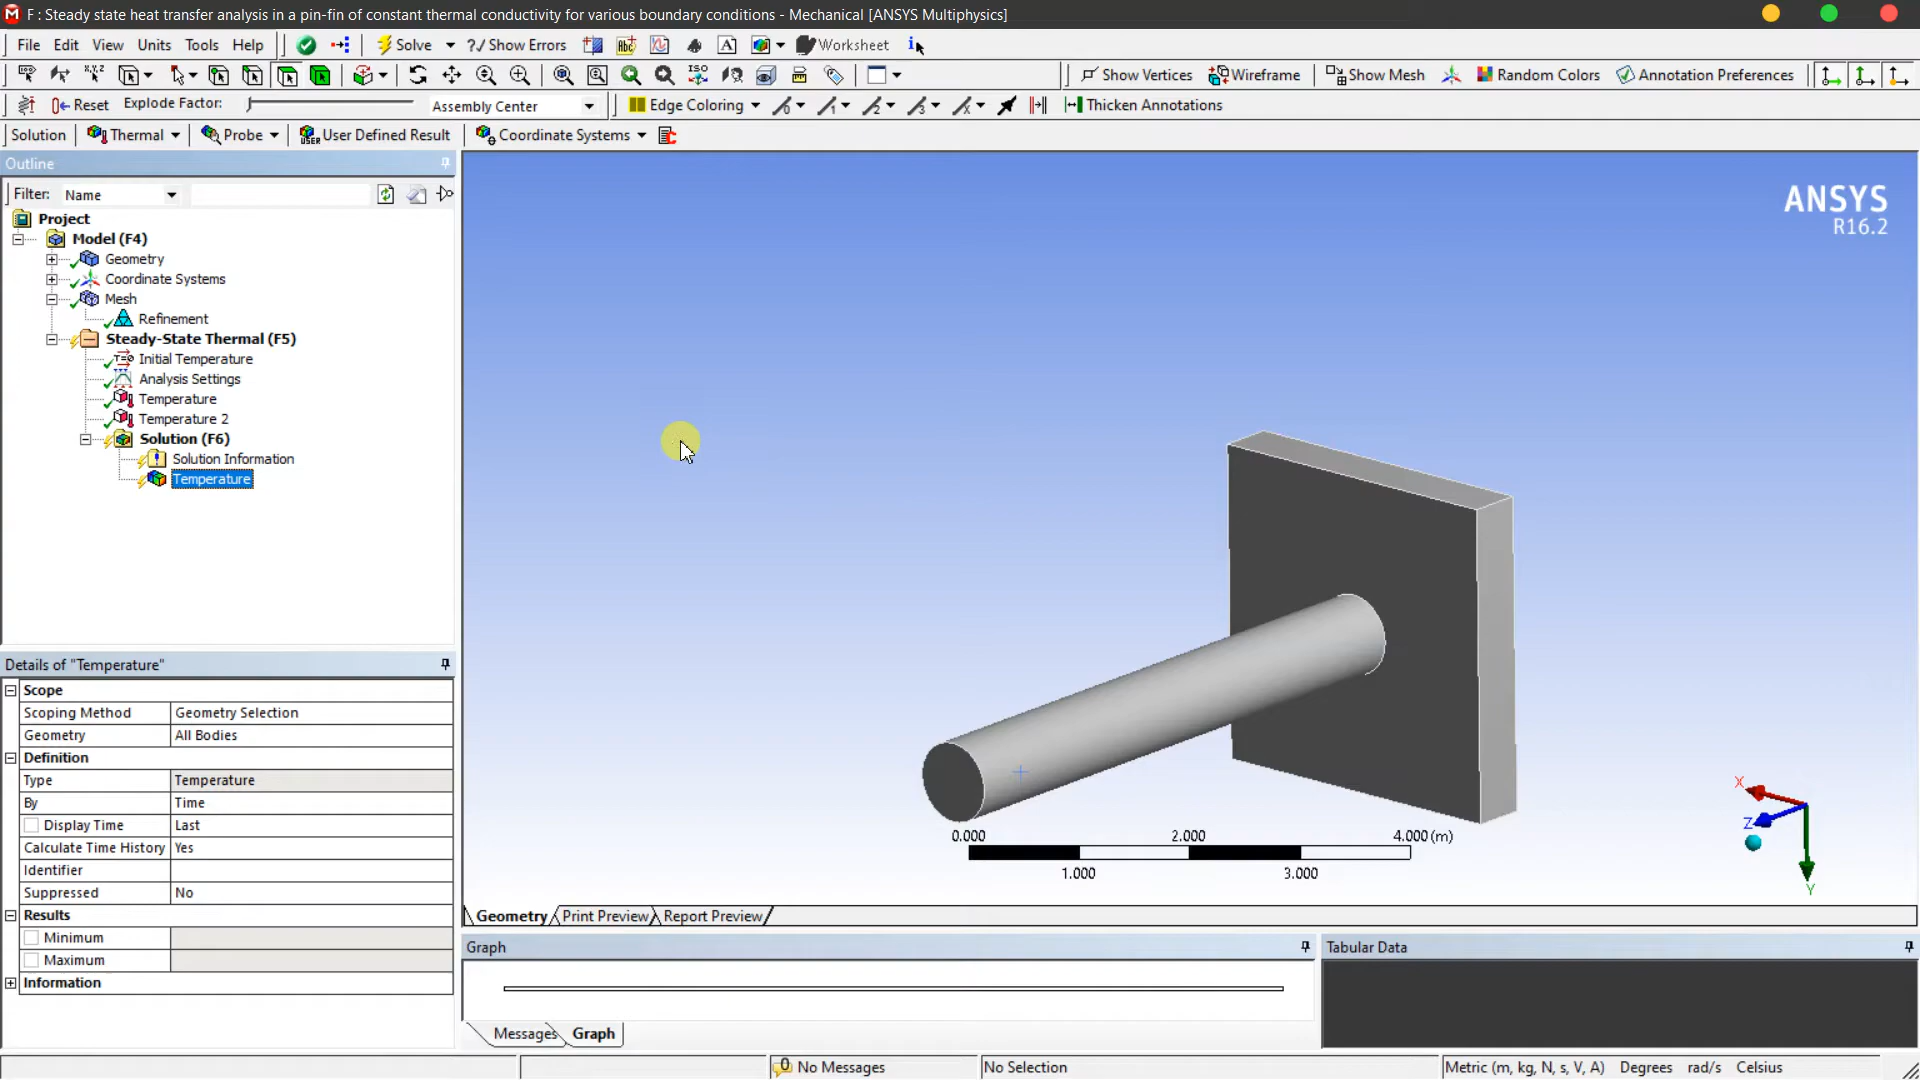 F : Steady state heat transfer analysis in a pin-fin of constant thermal conductivity for various boundary conditions - Mechanical [ANSYS Multiphysics]
File Edit View Units Tools Help Solve ?/ Show Errors Worksheet
Show Vertices Wireframe Show Mesh Random Colors Annotation Preferences
Reset Explode Factor: Assembly Center Edge Coloring Thicken Annotations
Solution Thermal Probe User Defined Result Coordinate Systems
Outline
Filter: Name
Project
Model (F4)
Geometry
Coordinate Systems
Mesh
Refinement
Steady-State Thermal (F5)
Initial Temperature
Analysis Settings
Temperature
Temperature 2
Solution (F6)
Solution Information
Temperature
Details of "Temperature"
Scope
Scoping Method Geometry Selection
Geometry All Bodies
Definition
Type Temperature
By Time
Display Time Last
Calculate Time History Yes
Identifier
Suppressed No
Results
Minimum
Maximum
Information
ANSYS
R16.2
0.000 2.000 4.000 (m)
1.000 3.000
X
Z
Y
Geometry Print Preview Report Preview
Graph
Tabular Data
Messages Graph
No Messages No Selection Metric (m, kg, N, s, V, A) Degrees rad/s Celsius